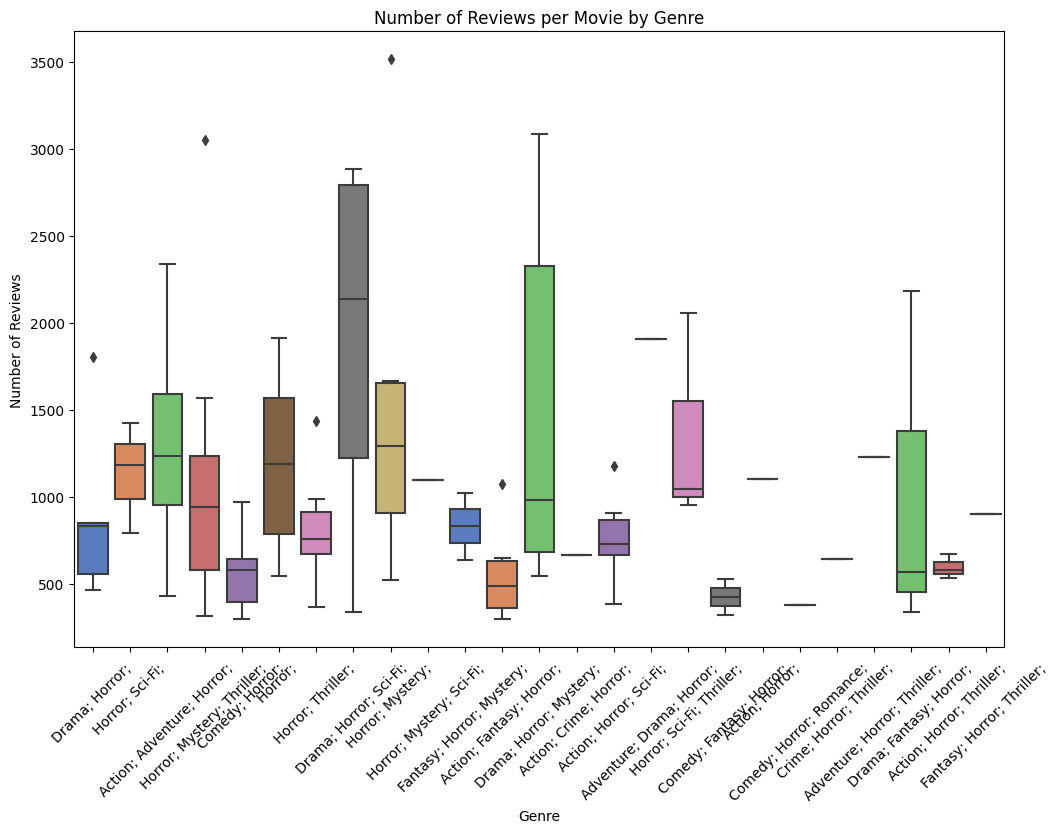 Number of Reviews per Movie by Genre
Number of Reviews
3500
3000
2500
2000
1500
1000
500
Drama; Horror;
Horror; Sci-Fi;
Action; Adventure; Horror;
Horror; Mystery; Thriller;
Comedy; Horror;
Horror;
Horror; Thriller;
Drama; Horror; Sci-Fi;
Horror; Mystery;
Horror; Mystery; Sci-Fi;
Fantasy; Horror; Mystery;
Action; Fantasy; Horror;
Drama; Horror; Mystery;
Action; Crime; Horror;
Action; Horror; Sci-Fi;
Adventure; Drama; Horror;
Horror; Sci-Fi; Thriller;
Comedy; Fantasy; Horror;
Action; Horror;
Comedy; Horror; Romance;
Crime; Horror; Thriller;
Adventure; Horror; Thriller;
Drama; Fantasy; Horror;
Action; Horror; Thriller;
Fantasy; Horror; Thriller;
Genre